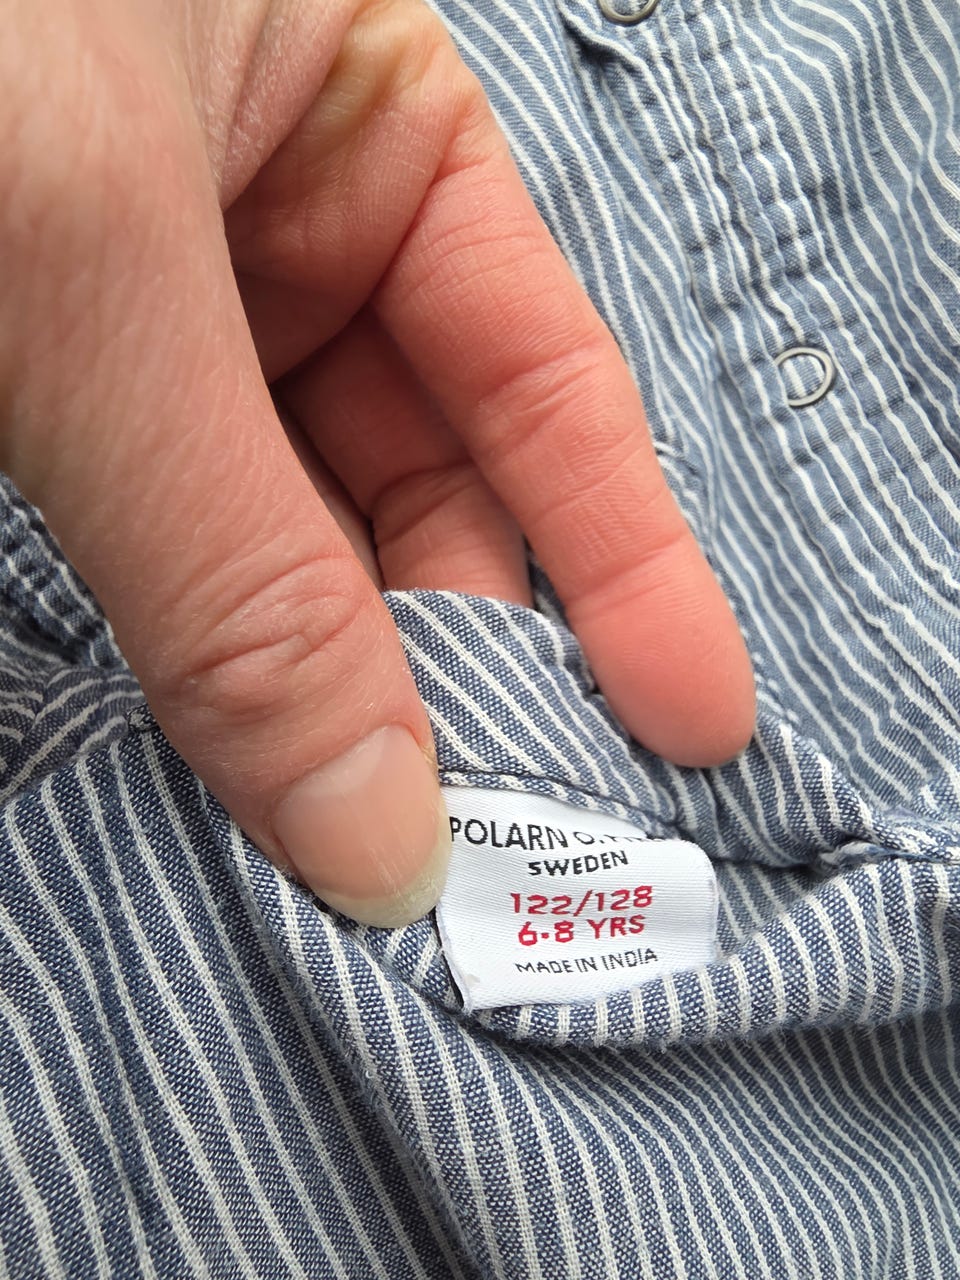 POLARN O.
SWEDEN
122/128
6-8 YRS
MADE IN INDIA